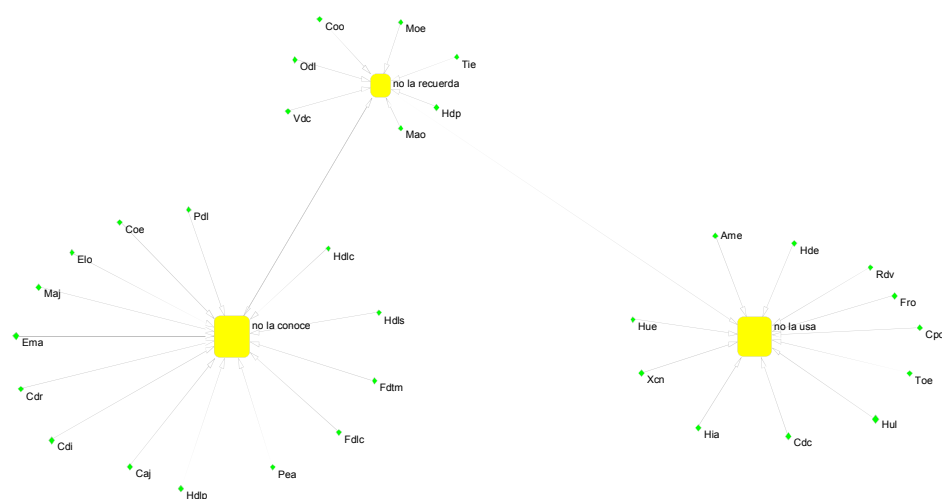 Coo
Moe
Odl
Tie
no la recuerda
Vdc
Hdp
Mao
Pdl
Coe
Elo
Hdlc
Maj
Hdls
no la conoce
Ema
Fdtm
Cdr
Fdlc
Cdi
Caj
Pea
Hdlp
Ame
Hde
Rdv
Fro
Hue
no la usa
Cpc
Xcn
Toe
Hul
Hia
Cdc